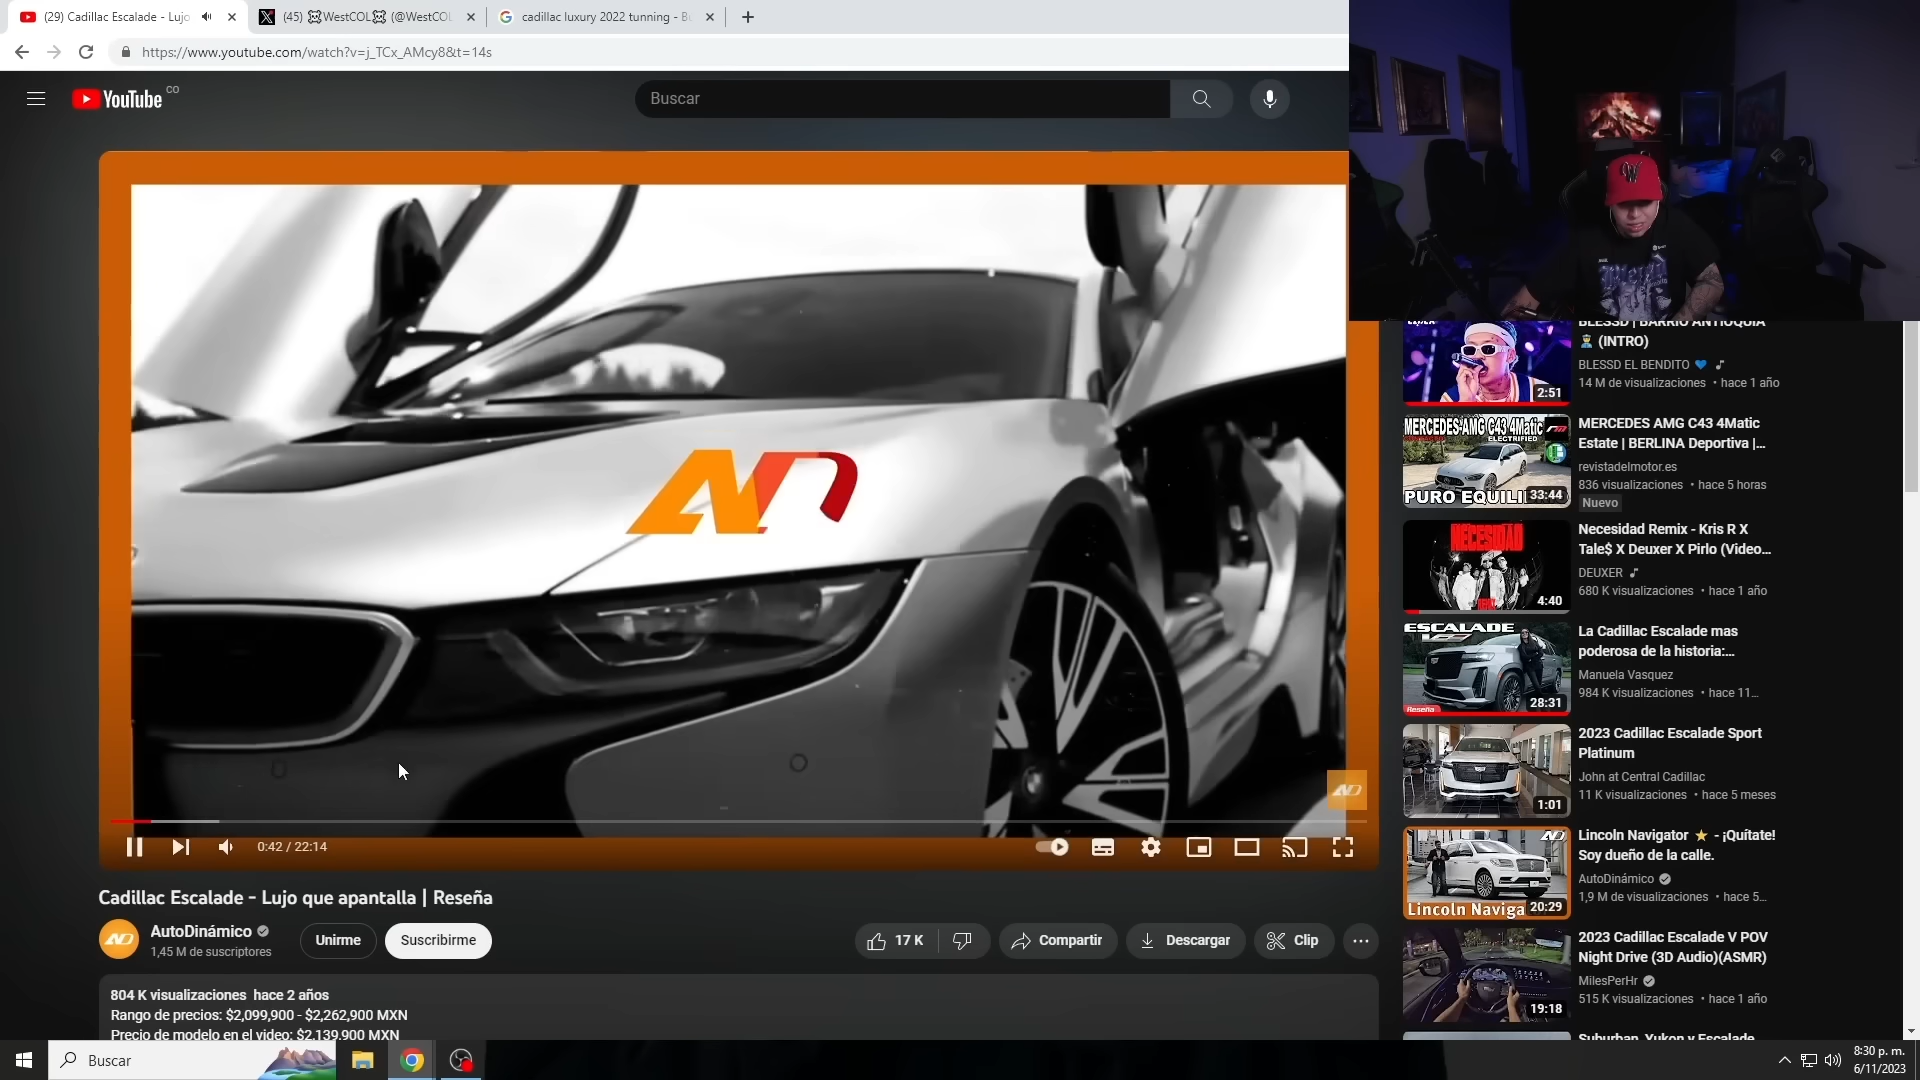 (29) Cadillac Escalade - Lujo
(45) ☠WestCOL☠ (@WestCOL
cadillac luxury 2022 tunning - B
https://www.youtube.com/watch?v=j_TCx_AMcy8&t=14s
YouTube CO
Buscar
0:42 / 22:14
Cadillac Escalade - Lujo que apantalla | Reseña
AutoDinámico
1,45 M de suscriptores
Unirme
Suscribirme
17 K
Compartir
Descargar
Clip
804 K visualizaciones hace 2 años
Rango de precios: $2,099,900 - $2,262,900 MXN
Precio de modelo en el video: $2,139,900 MXN
BLESSD | BARRIO ANTIOQUIA
(INTRO)
BLESSD EL BENDITO 💙
14 M de visualizaciones • hace 1 año
2:51
MERCEDES AMG C43 4Matic
ELECTRIFIED
PURO EQUILI
33:44
MERCEDES AMG C43 4Matic
Estate | BERLINA Deportiva |...
revistadelmotor.es
836 visualizaciones • hace 5 horas
Nuevo
NECESIDAD
4:40
Necesidad Remix - Kris R X
Tale$ X Deuxer X Pirlo (Video...
DEUXER
680 K visualizaciones • hace 1 año
ESCALADE
Reseña
28:31
La Cadillac Escalade mas
poderosa de la historia:...
Manuela Vasquez
984 K visualizaciones • hace 11...
1:01
2023 Cadillac Escalade Sport
Platinum
John at Central Cadillac
11 K visualizaciones • hace 5 meses
Lincoln Naviga
20:29
Lincoln Navigator ⭐ - ¡Quítate!
Soy dueño de la calle.
AutoDinámico
1,9 M de visualizaciones • hace 5...
19:18
2023 Cadillac Escalade V POV
Night Drive (3D Audio)(ASMR)
MilesPerHr
515 K visualizaciones • hace 1 año
Suburban, Yukon y Escalade
Buscar
8:30 p. m.
6/11/2023